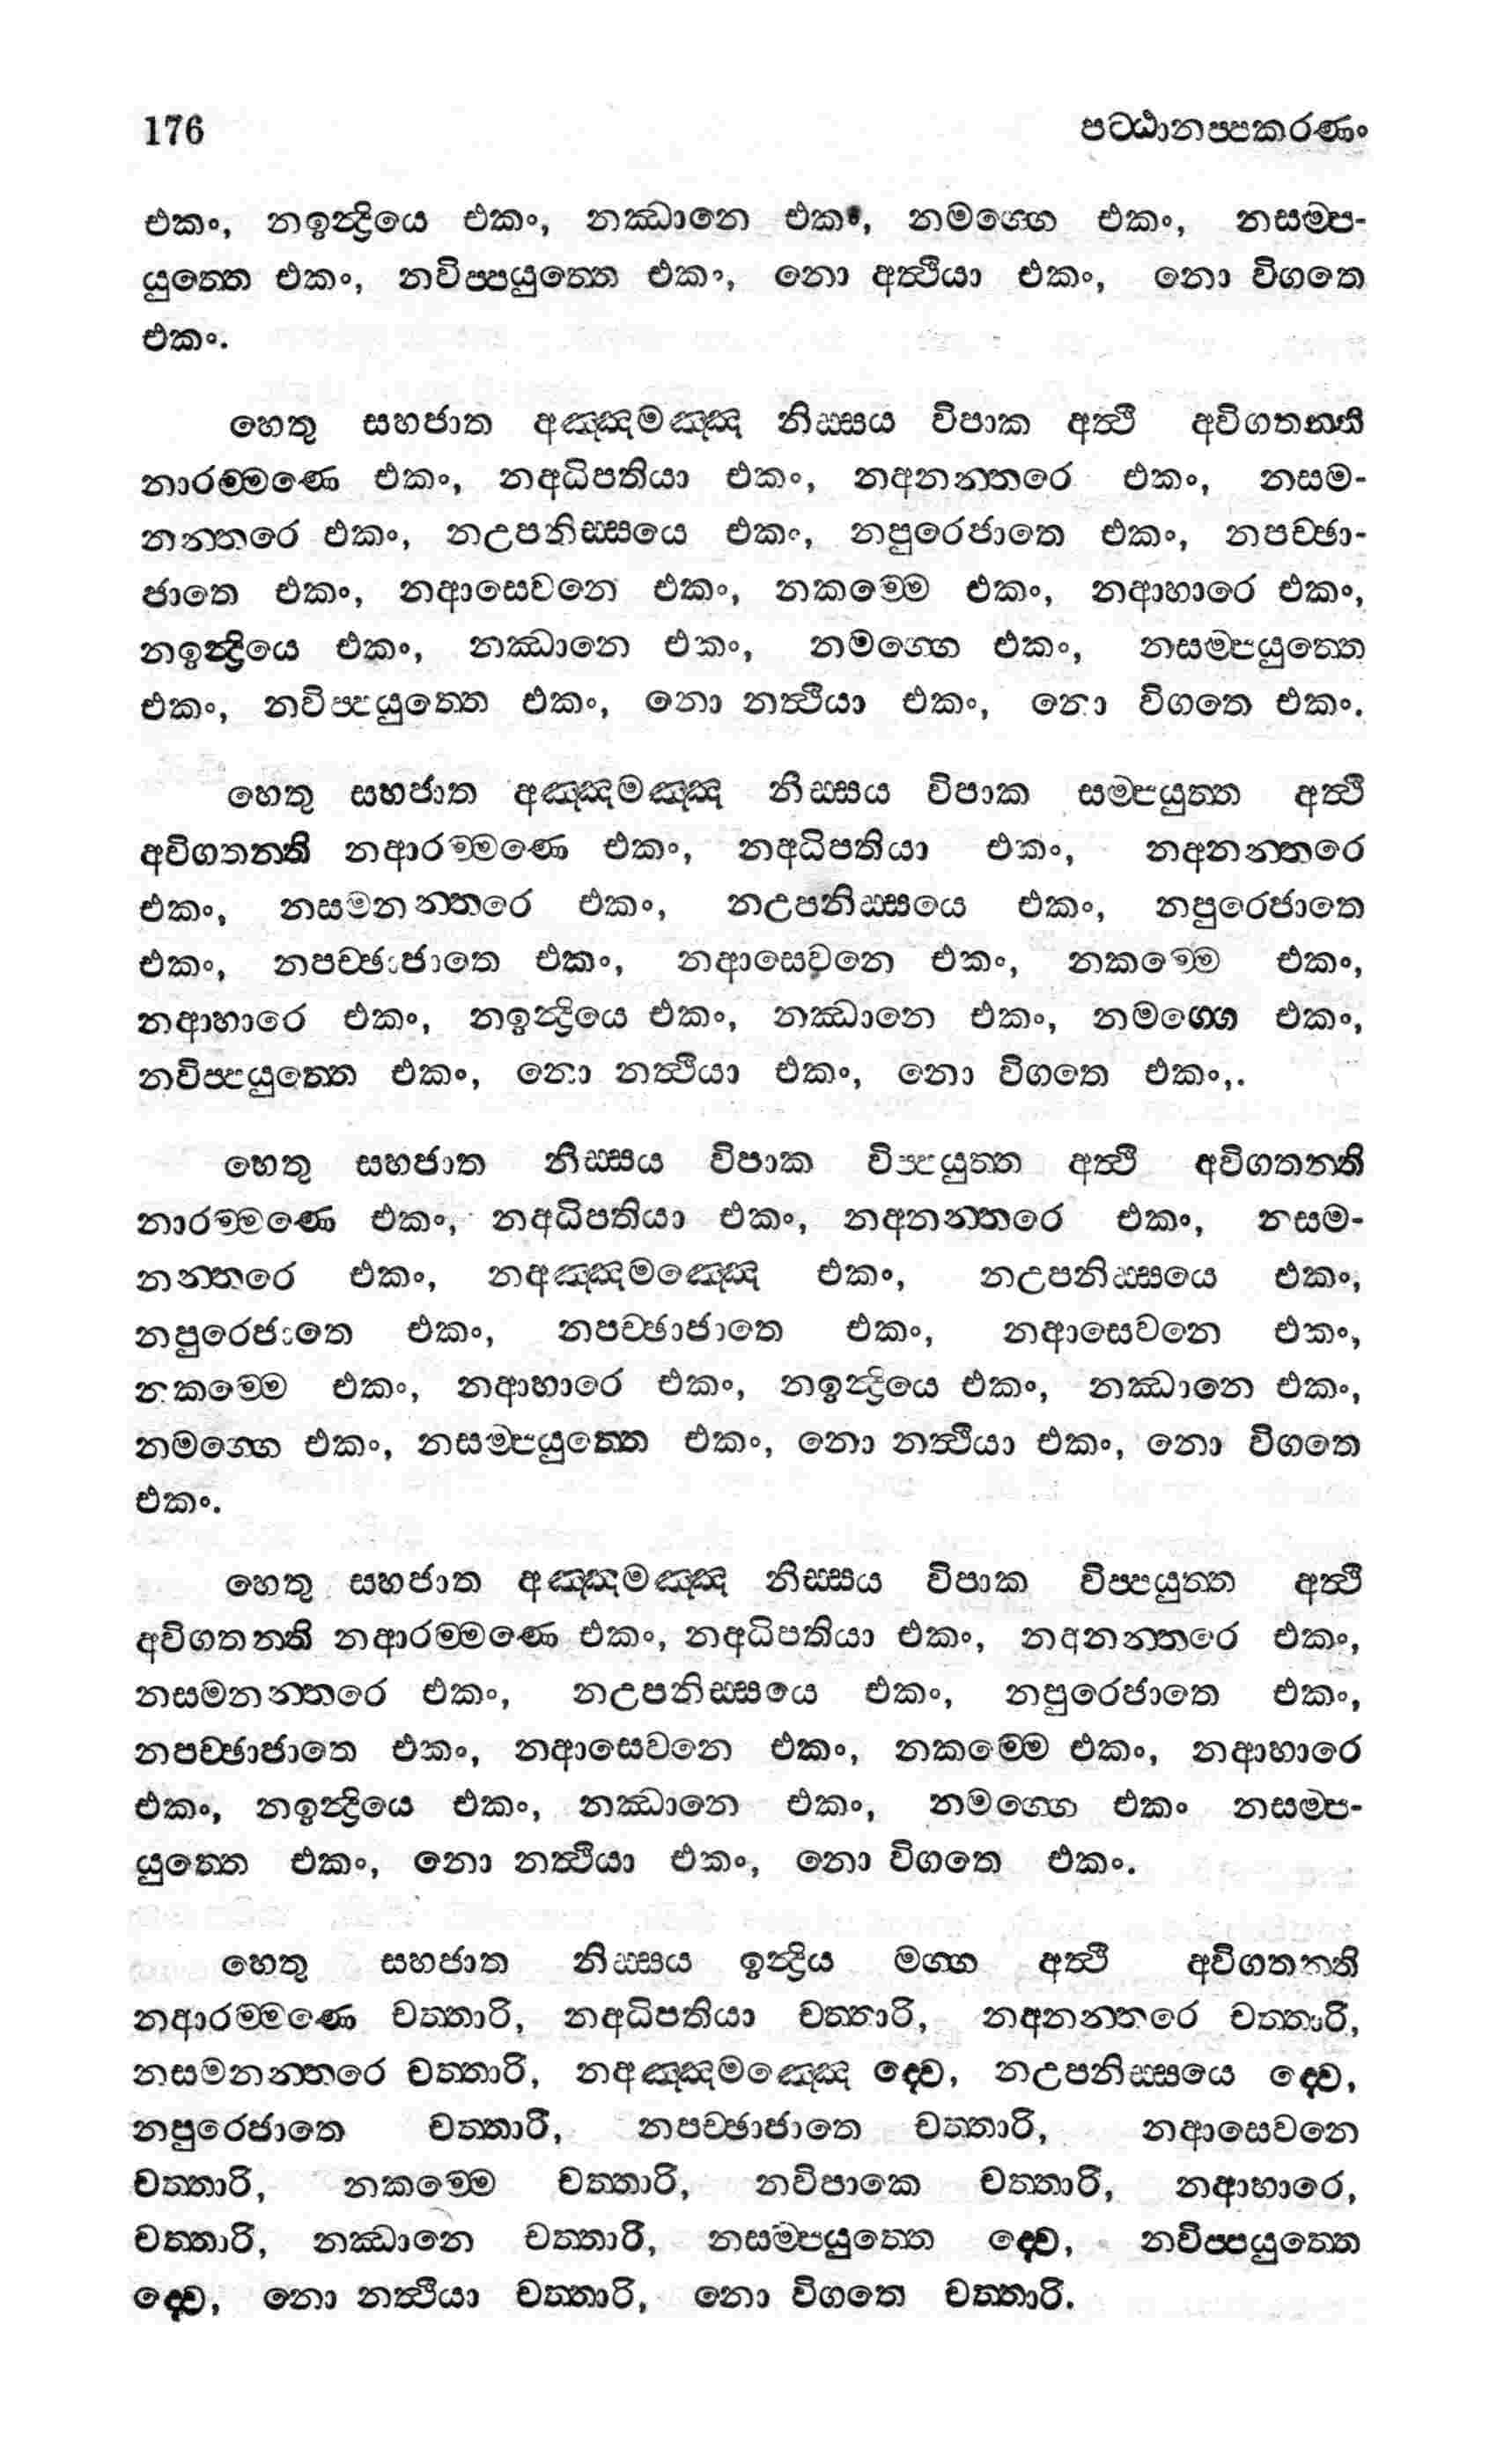 176 පට්ඨානප්පකරණං
එකං, නඉන්ද්‍රියෙ එකං, නඣානෙ එකං, නමග්ගෙ එකං, නසම්ප-
යුත්තෙ එකං, නවිප්පයුත්තෙ එකං, නො අත්ථියා එකං, නො විගතෙ
එකං.
හෙතු සහජාත අඤ්ඤමඤ්ඤ නිස්සය විපාක අත්ථි අවිගතන්ති
නාරම්මණෙ එකං, නඅධිපතියා එකං, නඅනන්තරෙ එකං, නසම-
නන්තරෙ එකං, නඋපනිස්සයෙ එකං, නපුරෙජාතෙ එකං, නපච්ඡා-
ජාතෙ එකං, නආසෙවනෙ එකං, නකම්මෙ එකං, නආහාරෙ එකං,
නඉන්ද්‍රියෙ එකං, නඣානෙ එකං, නමග්ගෙ එකං, නසම්පයුත්තෙ
එකං, නවිප්පයුත්තෙ එකං, නො නත්ථියා එකං, නො විගතෙ එකං.
හෙතු සහජාත අඤ්ඤමඤ්ඤ නිස්සය විපාක සම්පයුත්ත අත්ථි
අවිගතන්ති නආරම්මණෙ එකං, නඅධිපතියා එකං, නඅනන්තරෙ
එකං, නසමනන්තරෙ එකං, නඋපනිස්සයෙ එකං, නපුරෙජාතෙ
එකං, නපච්ඡාජාතෙ එකං, නආසෙවනෙ එකං, නකම්මෙ එකං,
නආහාරෙ එකං, නඉන්ද්‍රියෙ එකං, නඣානෙ එකං, නමග්ගෙ එකං,
නවිප්පයුත්තෙ එකං, නො නත්ථියා එකං, නො විගතෙ එකං,.
හෙතු සහජාත නිස්සය විපාක විප්පයුත්ත අත්ථි අවිගතන්ති
නාරම්මණෙ එකං, නඅධිපතියා එකං, නඅනන්තරෙ එකං, නසම-
නන්තරෙ එකං, නඅඤ්ඤමඤ්ඤෙ එකං, නඋපනිස්සයෙ එකං,
නපුරෙජාතෙ එකං, නපච්ඡාජාතෙ එකං, නආසෙවනෙ එකං,
නකම්මෙ එකං, නආහාරෙ එකං, නඉන්ද්‍රියෙ එකං, නඣානෙ එකං,
නමග්ගෙ එකං, නසම්පයුත්තෙ එකං, නො නත්ථියා එකං, නො විගතෙ
එකං.
හෙතු සහජාත අඤ්ඤමඤ්ඤ නිස්සය විපාක විප්පයුත්ත අත්ථි
අවිගතන්ති නආරම්මණෙ එකං, නඅධිපතියා එකං, නඅනන්තරෙ එකං,
නසමනන්තරෙ එකං, නඋපනිස්සයෙ එකං, නපුරෙජාතෙ එකං,
නපච්ඡාජාතෙ එකං, නආසෙවනෙ එකං, නකම්මෙ එකං, නආහාරෙ
එකං, නඉන්ද්‍රියෙ එකං, නඣානෙ එකං, නමග්ගෙ එකං නසම්ප-
යුත්තෙ එකං, නො නත්ථියා එකං, නො විගතෙ එකං.
හෙතු සහජාත නිස්සය ඉන්ද්‍රිය මග්ග අත්ථි අවිගතන්ති
නආරම්මණෙ චත්තාරි, නඅධිපතියා චත්තාරි, නඅනන්තරෙ චත්තාරි,
නසමනන්තරෙ චත්තාරි, නඅඤ්ඤමඤ්ඤෙ ද්වෙ, නඋපනිස්සයෙ ද්වෙ,
නපුරෙජාතෙ චත්තාරි, නපච්ඡාජාතෙ චත්තාරි, නආසෙවනෙ
චත්තාරි, නකම්මෙ චත්තාරි, නවිපාකෙ චත්තාරි, නආහාරෙ,
චත්තාරි, නඣානෙ චත්තාරි, නසම්පයුත්තෙ ද්වෙ, නවිප්පයුත්තෙ
ද්වෙ, නො නත්ථියා චත්තාරි, නො විගතෙ චත්තාරි.